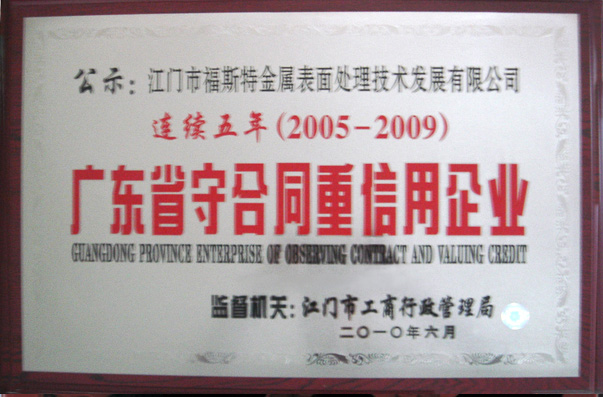 公示：江门市福斯特金属表面处理技术发展有限公司
连续五年(2005-2009)
广东省守合同重信用企业
GUANGDONG PROVINCE ENTERPRISE OF OBSERVING CONTRACT AND VALUING CREDIT
监督机关：江门市工商行政管理局
二〇一〇年六月